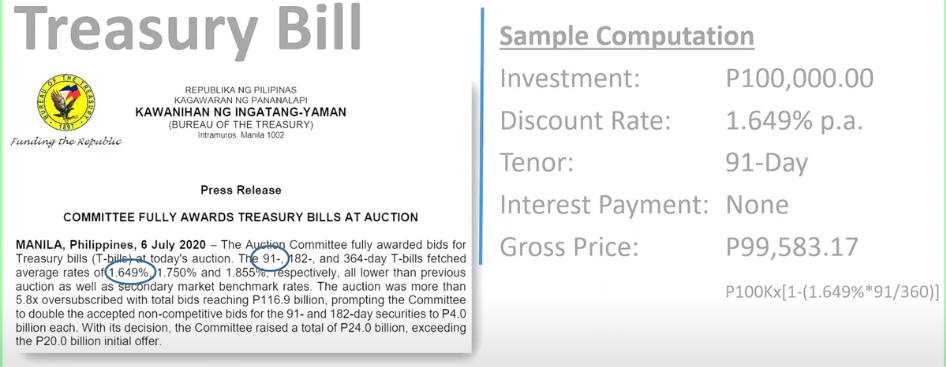 Treasury Bill
BUREAU OF THE TREASURY
1897
Funding the Republic
REPUBLIKA NG PILIPINAS
KAGAWARAN NG PANANALAPI
KAWANIHAN NG INGATANG-YAMAN
(BUREAU OF THE TREASURY)
Intramuros, Manila 1002
Press Release
COMMITTEE FULLY AWARDS TREASURY BILLS AT AUCTION
MANILA, Philippines, 6 July 2020 – The Auction Committee fully awarded bids for
Treasury bills (T-bills) at today's auction. The 91-, 182-, and 364-day T-bills fetched
average rates of 1.649%, 1.750% and 1.855%, respectively, all lower than previous
auction as well as secondary market benchmark rates. The auction was more than
5.8x oversubscribed with total bids reaching P116.9 billion, prompting the Committee
to double the accepted non-competitive bids for the 91- and 182-day securities to P4.0
billion each. With its decision, the Committee raised a total of P24.0 billion, exceeding
the P20.0 billion initial offer.
Sample Computation
Investment: P100,000.00
Discount Rate: 1.649% p.a.
Tenor: 91-Day
Interest Payment: None
Gross Price: P99,583.17
P100Kx[1-(1.649%*91/360)]